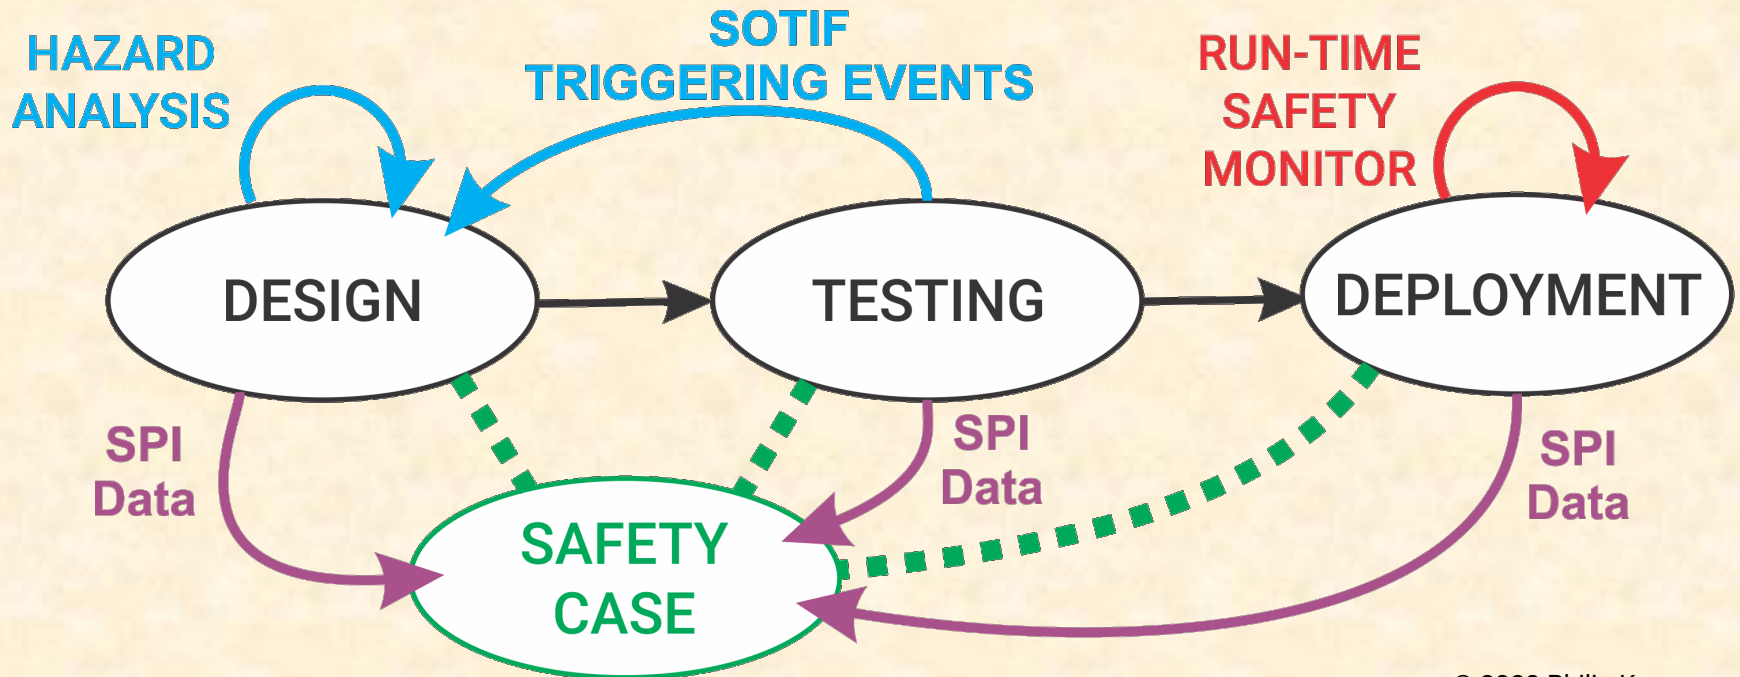 HAZARD
ANALYSIS
SOTIF
TRIGGERING EVENTS
RUN-TIME
SAFETY
MONITOR
DESIGN
TESTING
DEPLOYMENT
SPI
Data
SPI
Data
SPI
Data
SAFETY
CASE